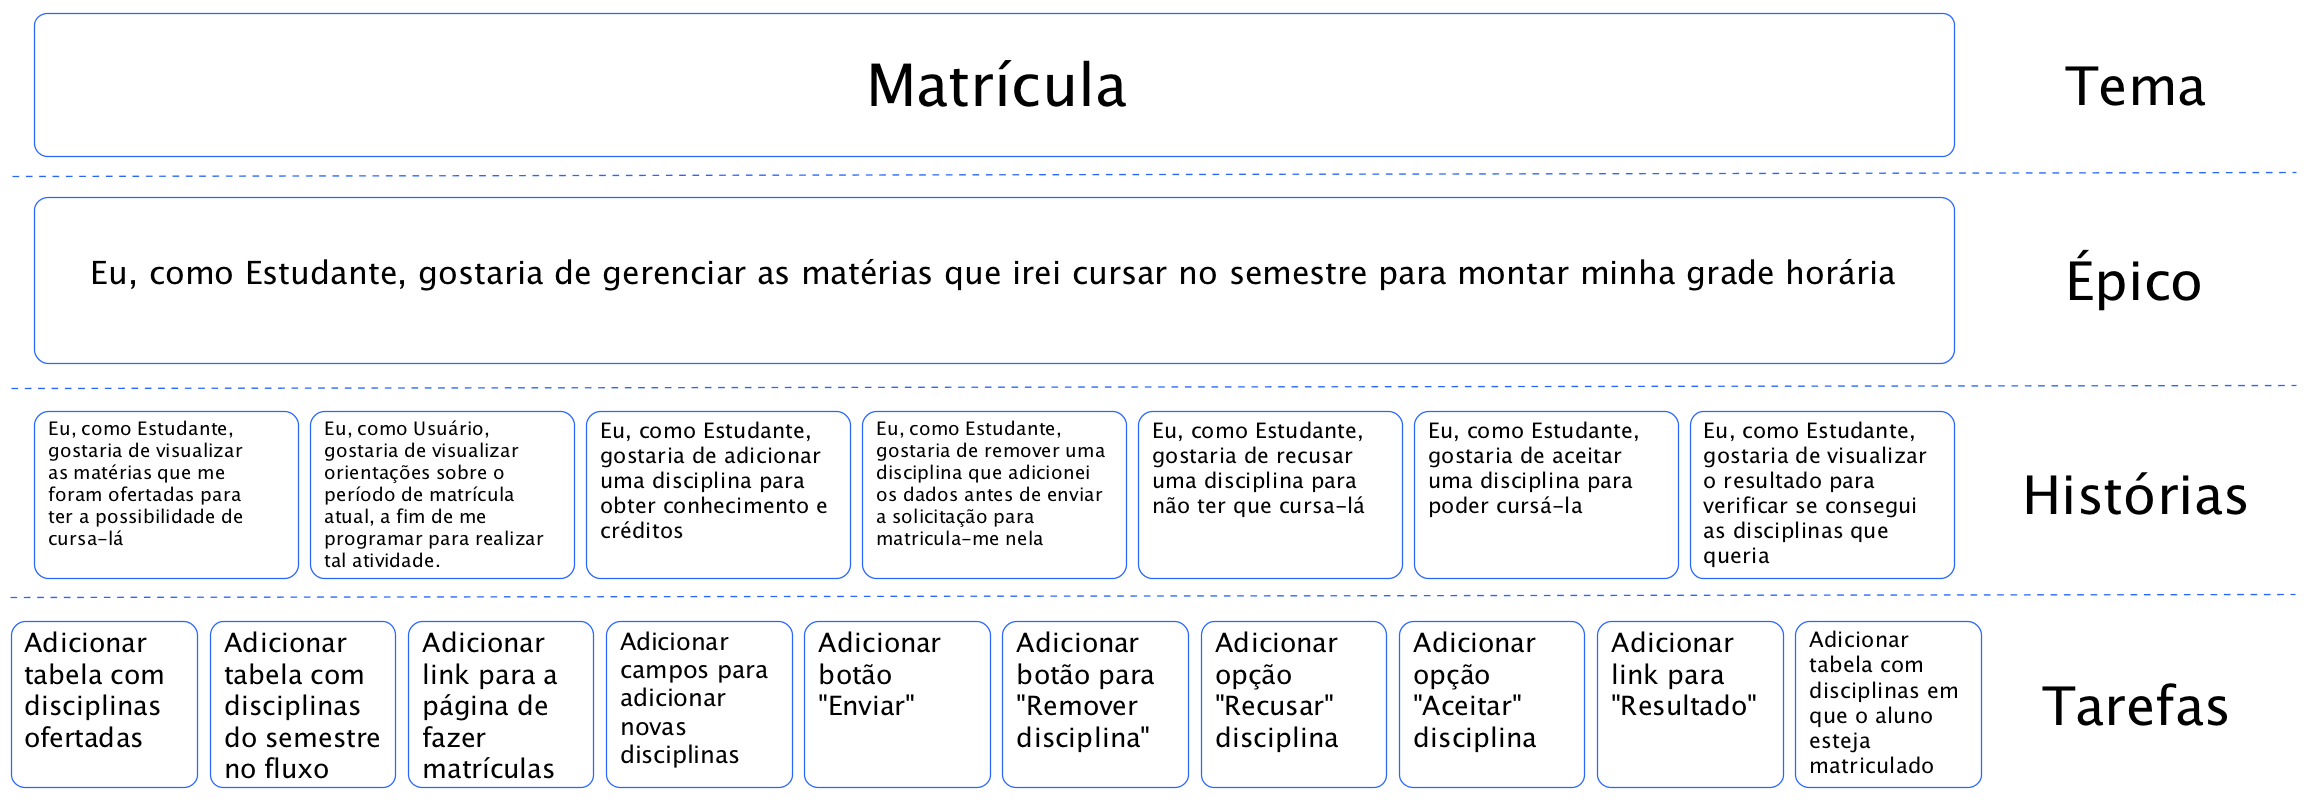 Matrícula
Tema
Eu, como Estudante, gostaria de gerenciar as matérias que irei cursar no semestre para montar minha grade horária
Épico
Eu, como Estudante,
gostaria de visualizar
as matérias que me
foram ofertadas para
ter a possibilidade de
cursa-lá
Eu, como Usuário,
gostaria de visualizar
orientações sobre o
período de matrícula
atual, a fim de me
programar para realizar
tal atividade.
Eu, como Estudante,
gostaria de adicionar
uma disciplina para
obter conhecimento e
créditos
Eu, como Estudante,
gostaria de remover uma
disciplina que adicionei
os dados antes de enviar
a solicitação para
matricula-me nela
Eu, como Estudante,
gostaria de recusar
uma disciplina para
não ter que cursa-lá
Eu, como Estudante,
gostaria de aceitar
uma disciplina para
poder cursá-la
Eu, como Estudante,
gostaria de visualizar
o resultado para
verificar se consegui
as disciplinas que
queria
Histórias
Adicionar
tabela com
disciplinas
ofertadas
Adicionar
tabela com
disciplinas
do semestre
no fluxo
Adicionar
link para a
página de
fazer
matrículas
Adicionar
campos para
adicionar
novas
disciplinas
Adicionar
botão
"Enviar"
Adicionar
botão para
"Remover
disciplina"
Adicionar
opção
"Recusar"
disciplina
Adicionar
opção
"Aceitar"
disciplina
Adicionar
link para
"Resultado"
Adicionar
tabela com
disciplinas em
que o aluno
esteja
matriculado
Tarefas